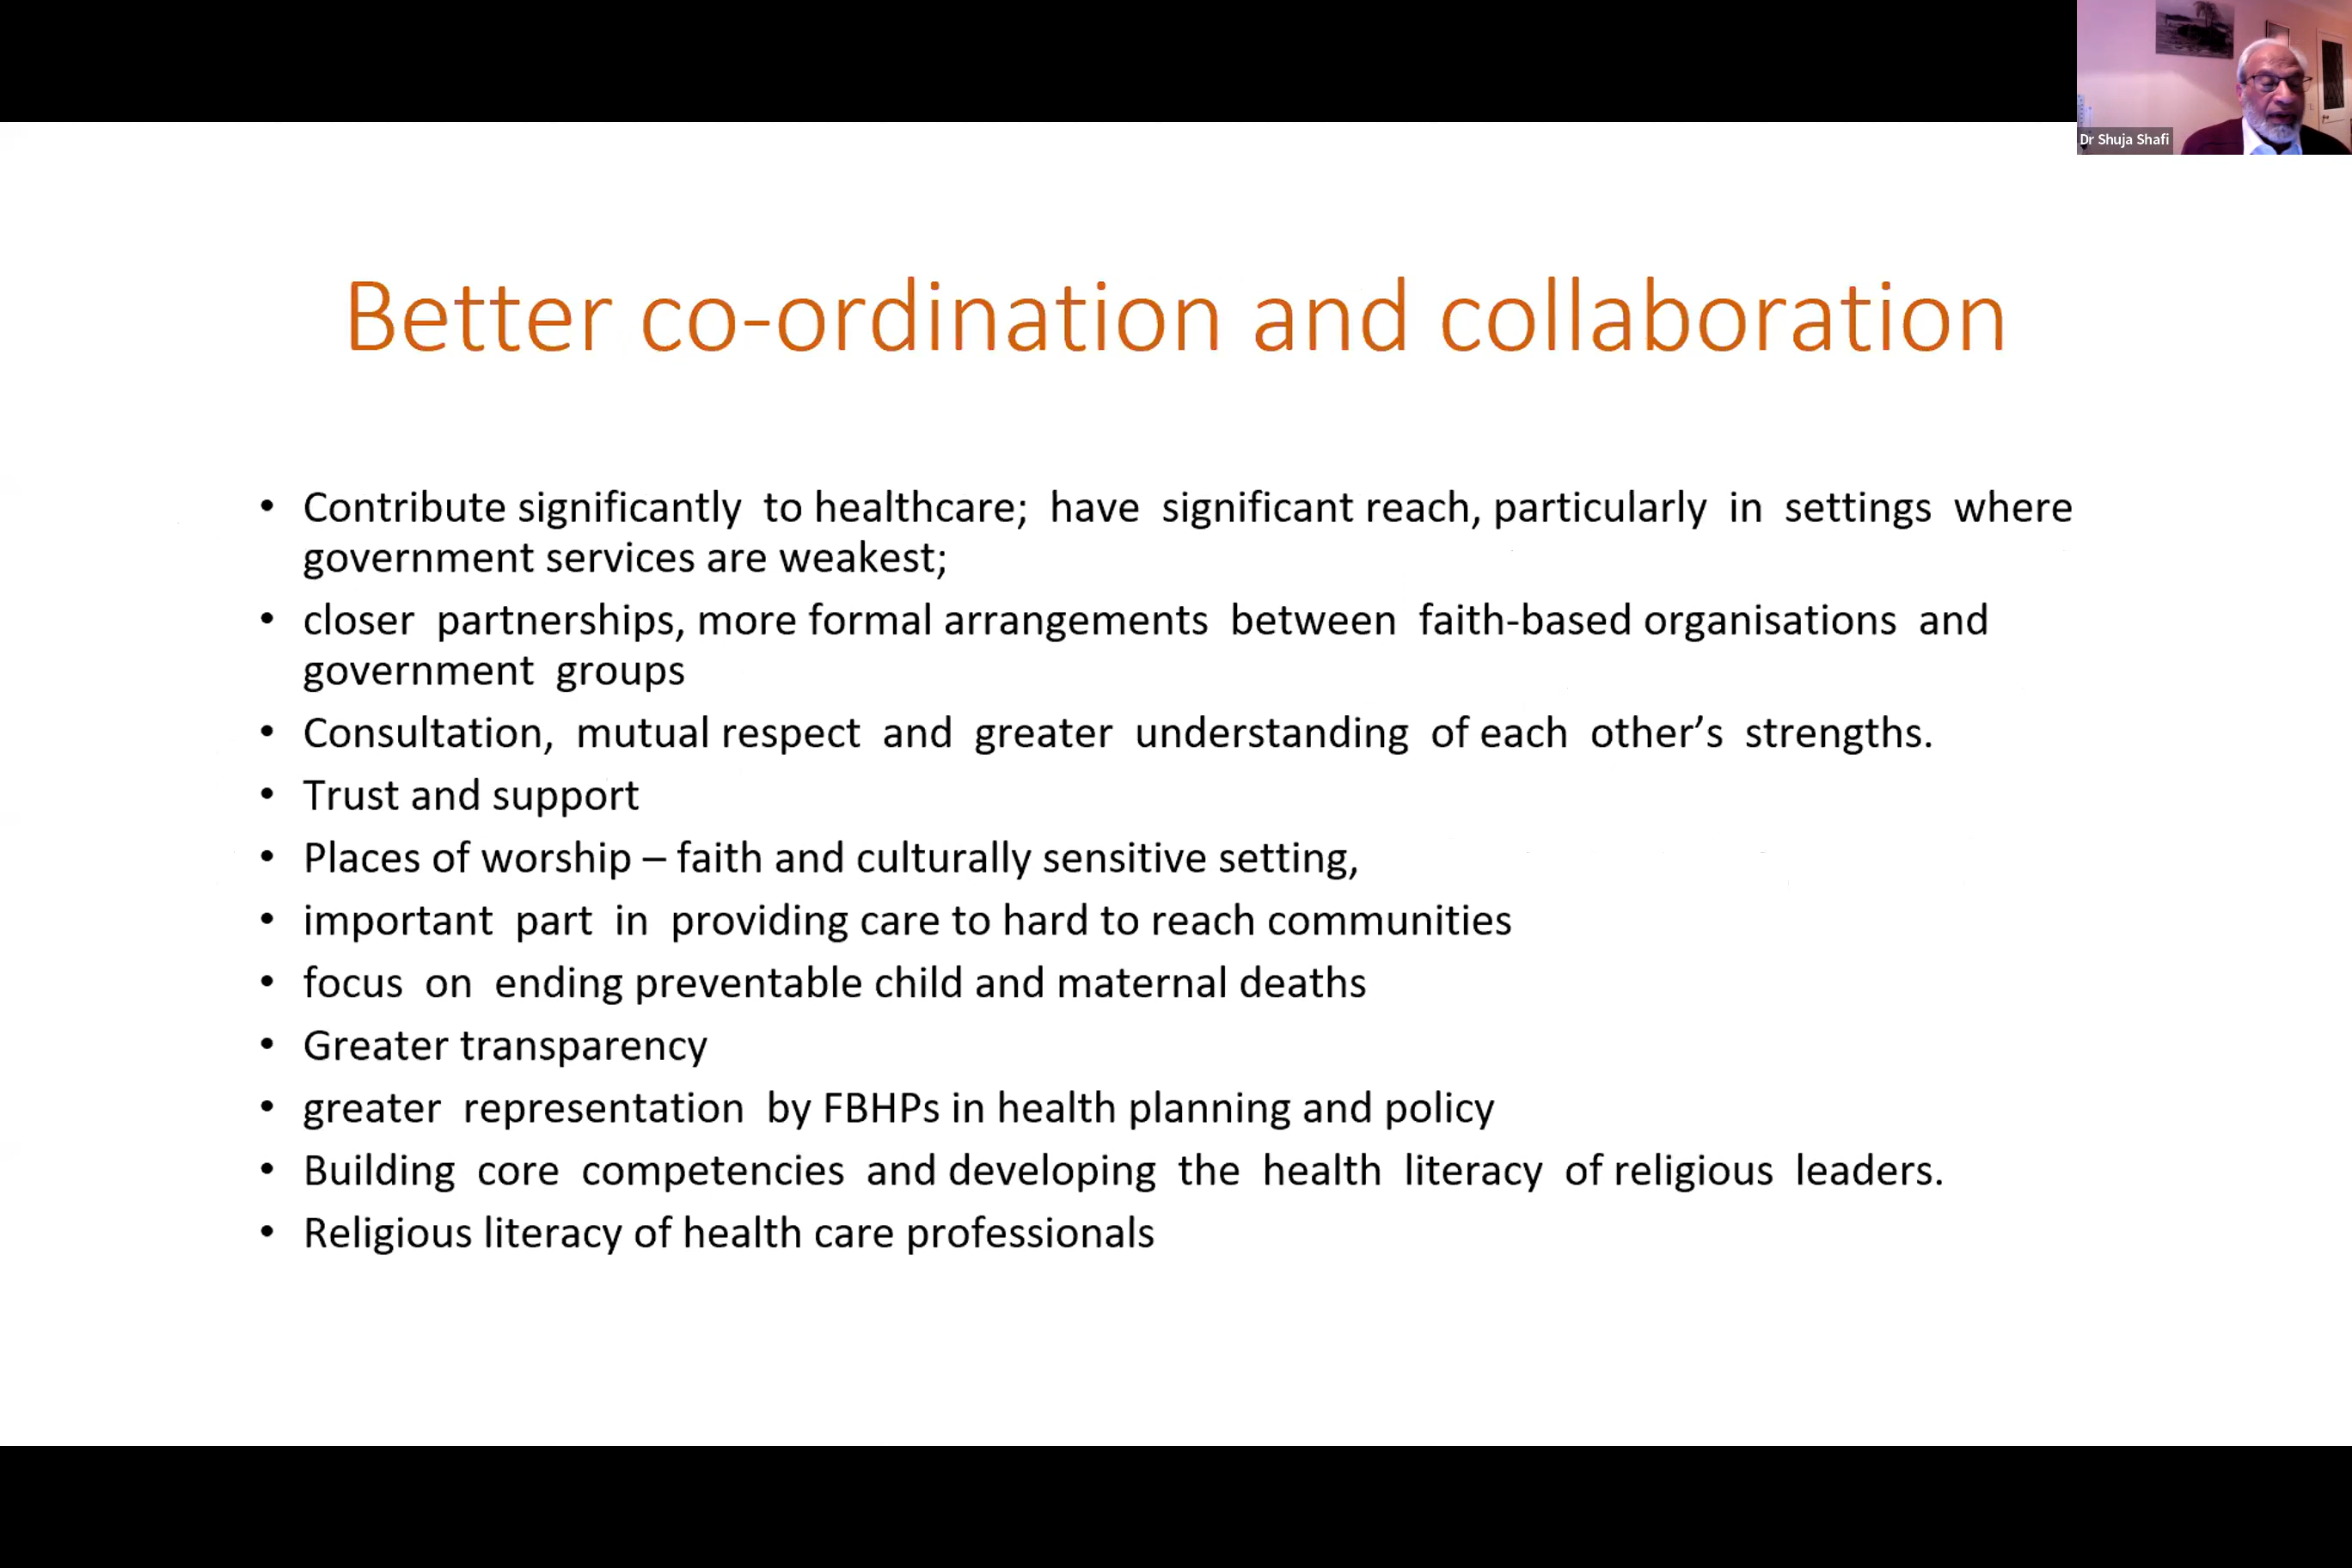 Dr Shuja Shafi
Better co-ordination and collaboration
• Contribute significantly to healthcare; have significant reach, particularly in settings where
government services are weakest;
• closer partnerships, more formal arrangements between faith-based organisations and
government groups
• Consultation, mutual respect and greater understanding of each other’s strengths.
• Trust and support
• Places of worship – faith and culturally sensitive setting,
• important part in providing care to hard to reach communities
• focus on ending preventable child and maternal deaths
• Greater transparency
• greater representation by FBHPs in health planning and policy
• Building core competencies and developing the health literacy of religious leaders.
• Religious literacy of health care professionals